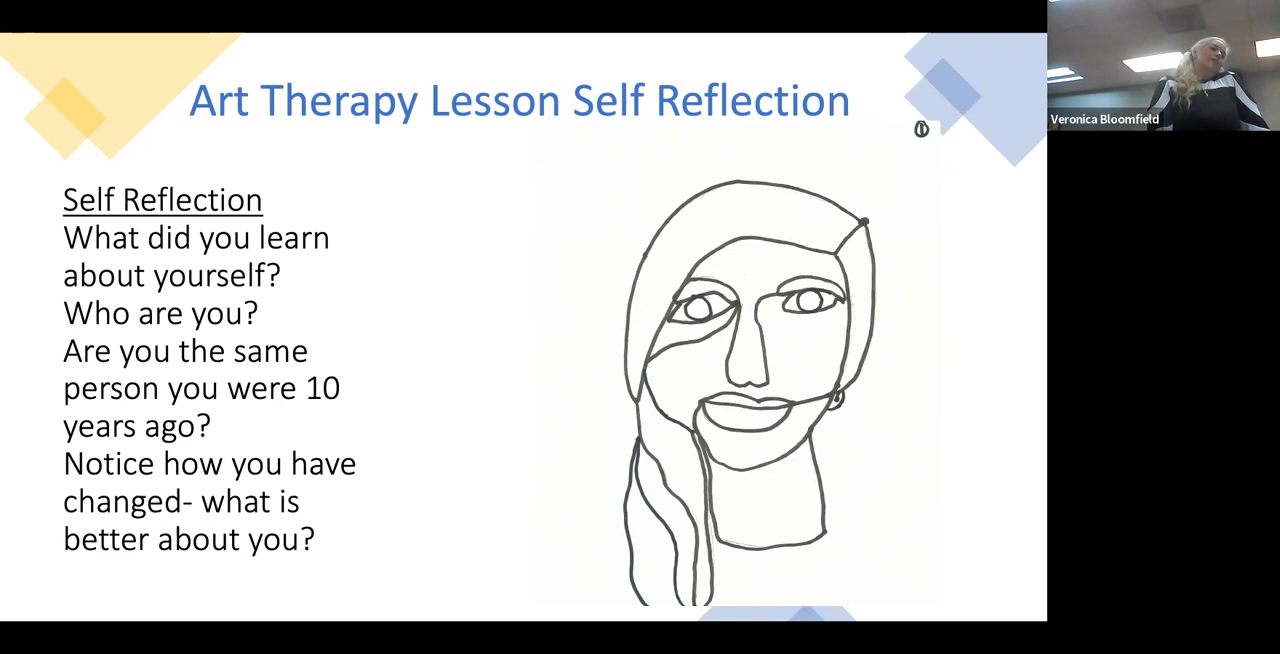 Art Therapy Lesson Self Reflection
Self Reflection
What did you learn
about yourself?
Who are you?
Are you the same
person you were 10
years ago?
Notice how you have
changed- what is
better about you?
Veronica Bloomfield